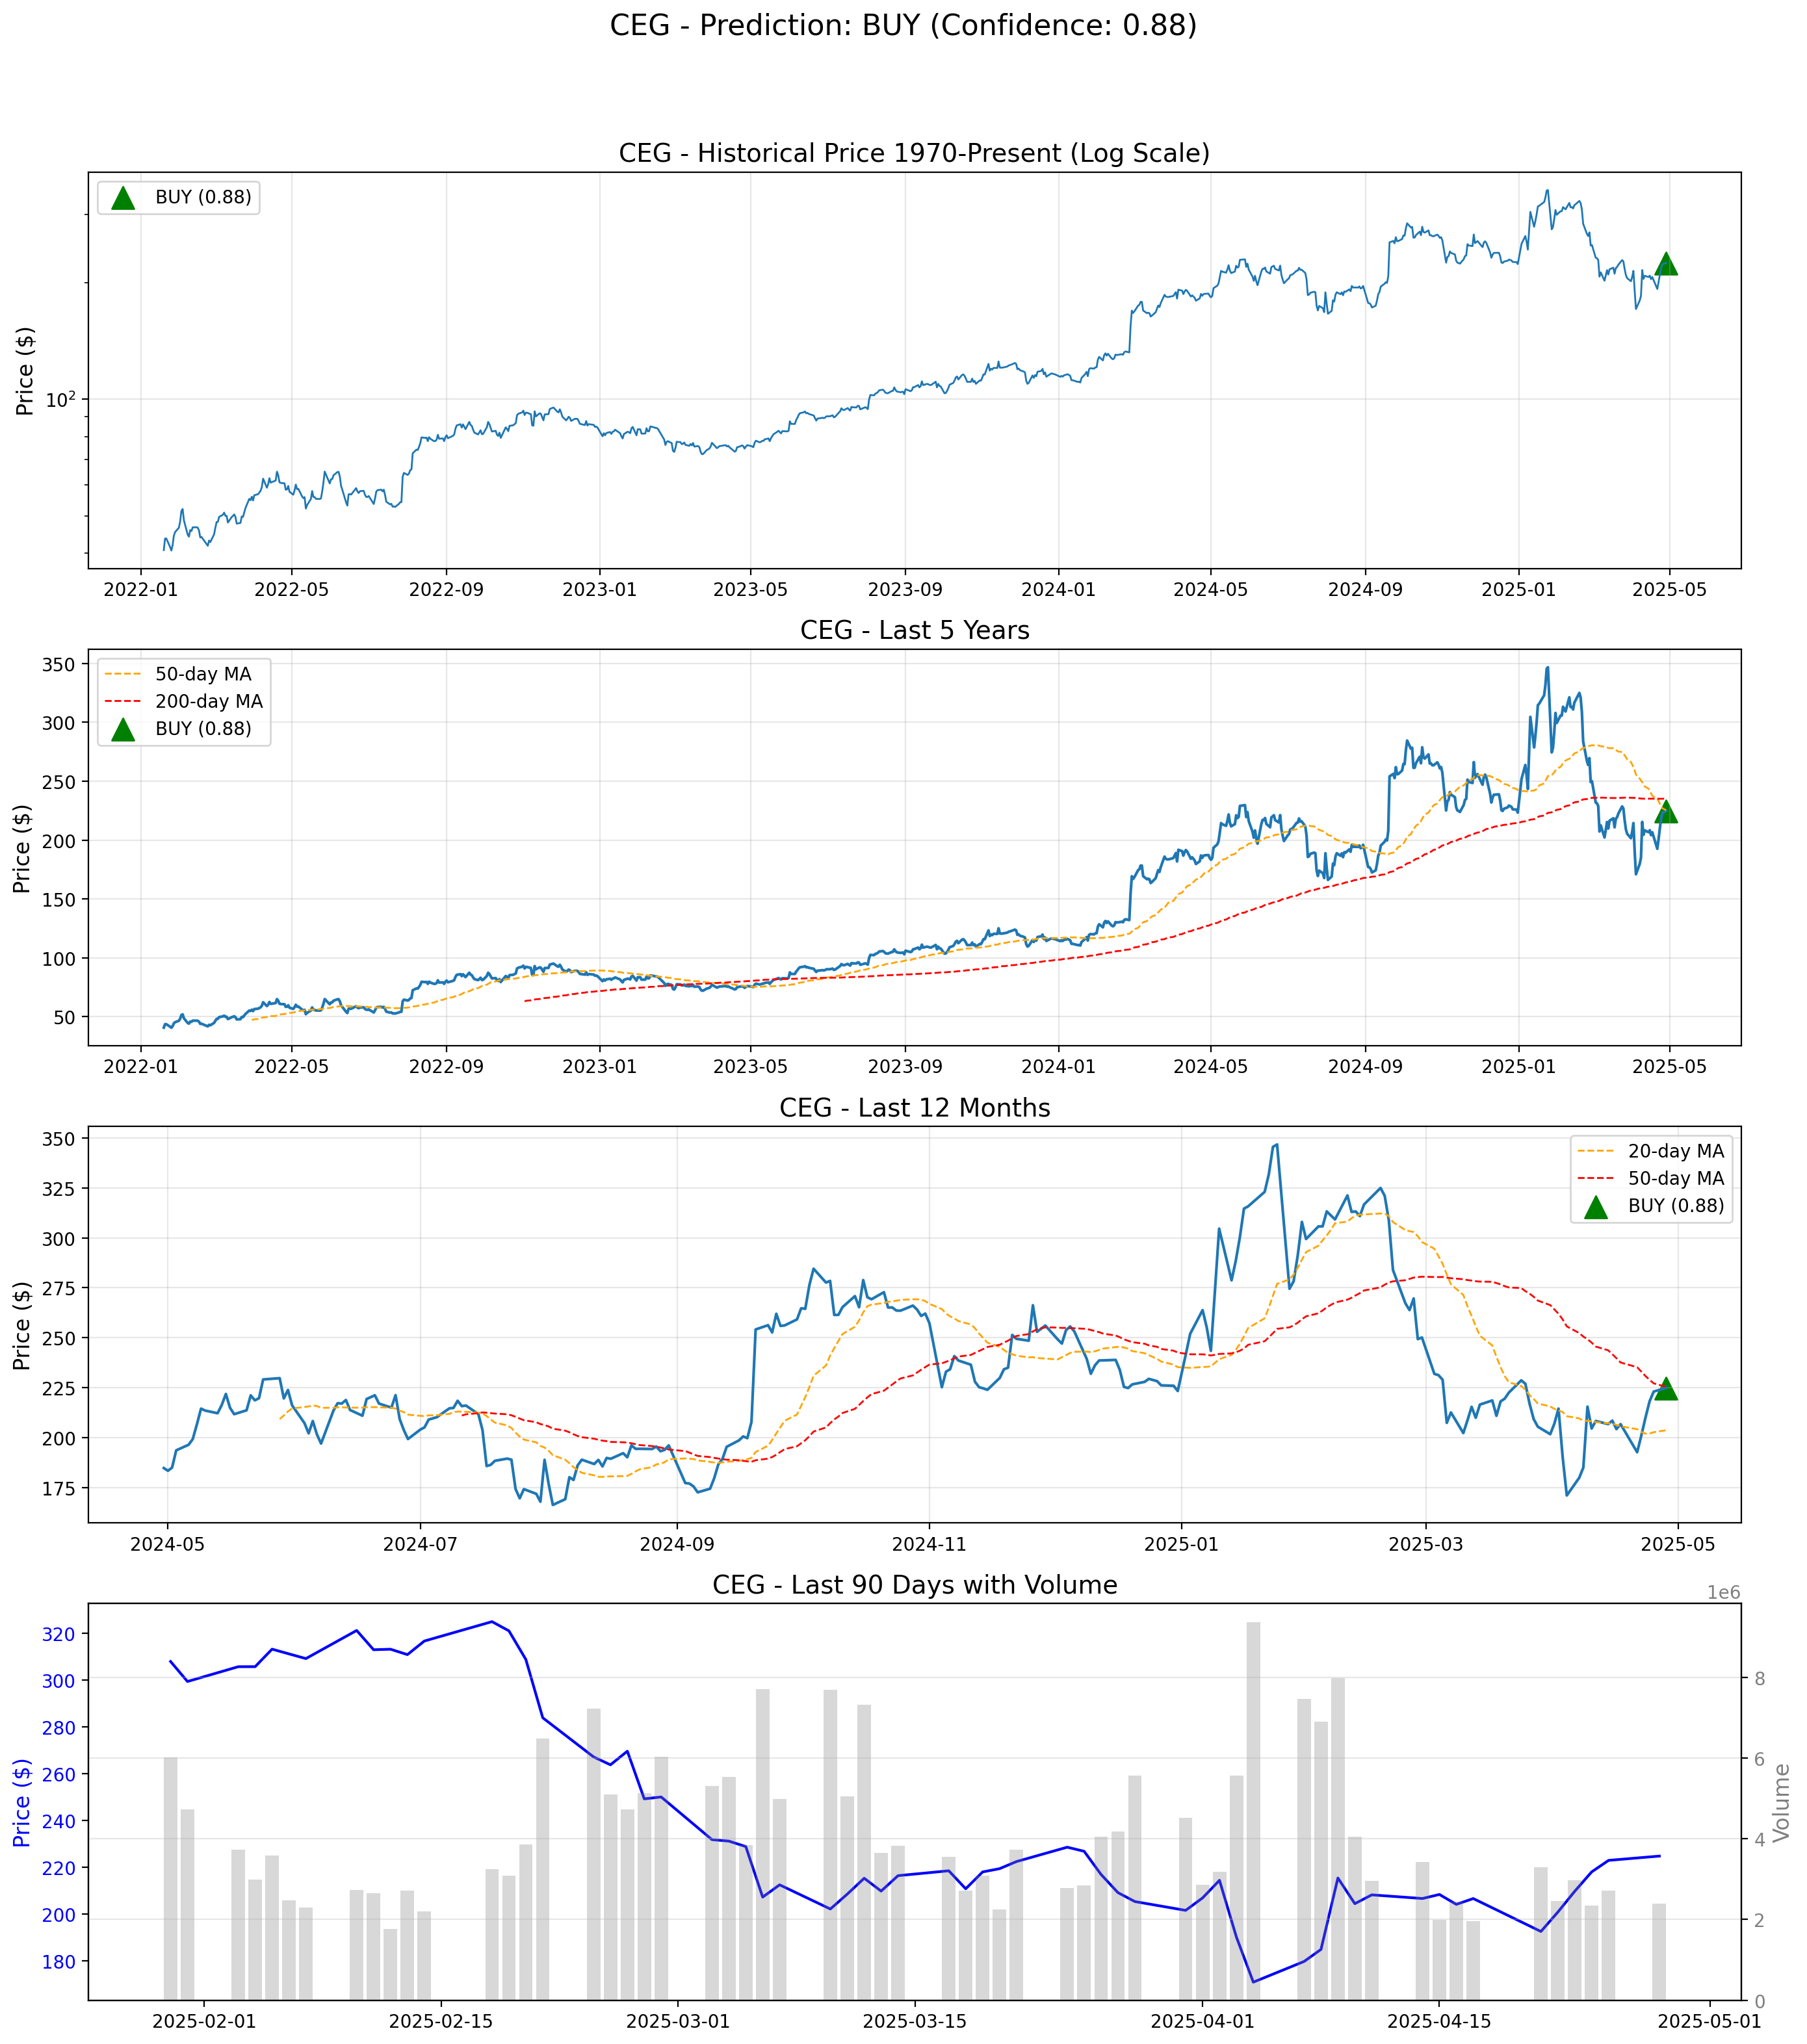 CEG - Prediction: BUY (Confidence: 0.88)
CEG - Historical Price 1970-Present (Log Scale)
BUY (0.88)
Price ($)
10²
2022-01 2022-05 2022-09 2023-01 2023-05 2023-09 2024-01 2024-05 2024-09 2025-01 2025-05
CEG - Last 5 Years
50-day MA
200-day MA
BUY (0.88)
Price ($)
350
300
250
200
150
100
50
2022-01 2022-05 2022-09 2023-01 2023-05 2023-09 2024-01 2024-05 2024-09 2025-01 2025-05
CEG - Last 12 Months
20-day MA
50-day MA
BUY (0.88)
Price ($)
350
325
300
275
250
225
200
175
2024-05 2024-07 2024-09 2024-11 2025-01 2025-03 2025-05
CEG - Last 90 Days with Volume
1e6
Price ($)
320
300
280
260
240
220
200
180
8
6
4
2
0
Volume
2025-02-01 2025-02-15 2025-03-01 2025-03-15 2025-04-01 2025-04-15 2025-05-01